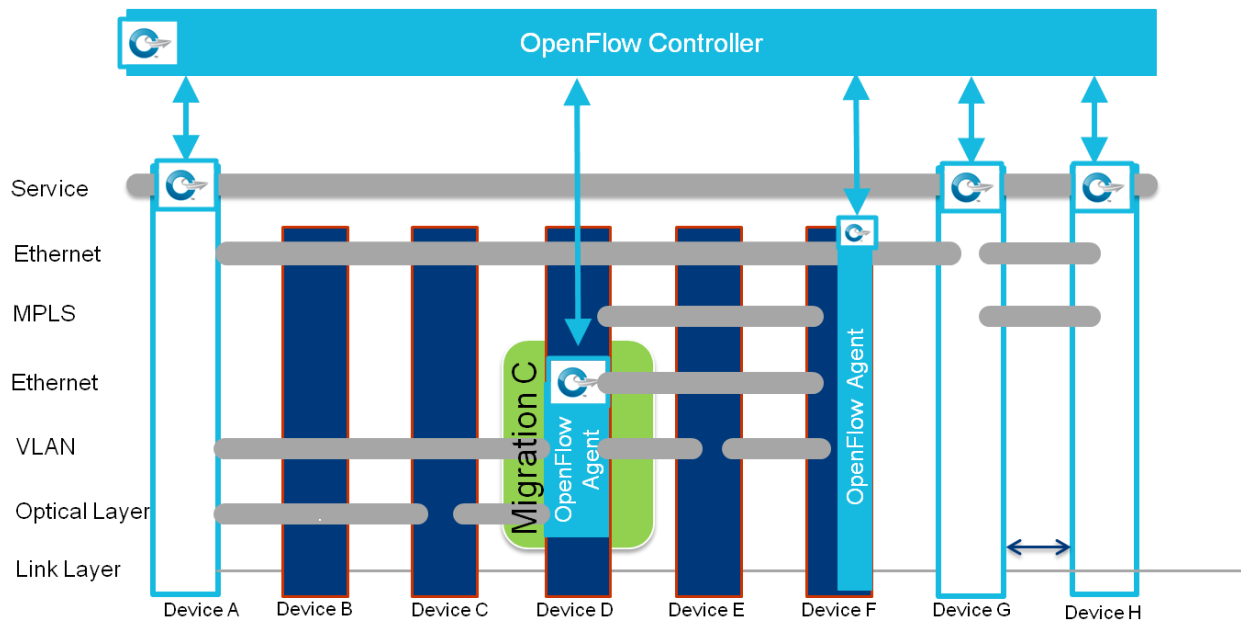 OpenFlow Controller
Service
Ethernet
MPLS
Ethernet
VLAN
Optical Layer
Link Layer
Migration C
OpenFlow
Agent
OpenFlow Agent
Device A
Device B
Device C
Device D
Device E
Device F
Device G
Device H